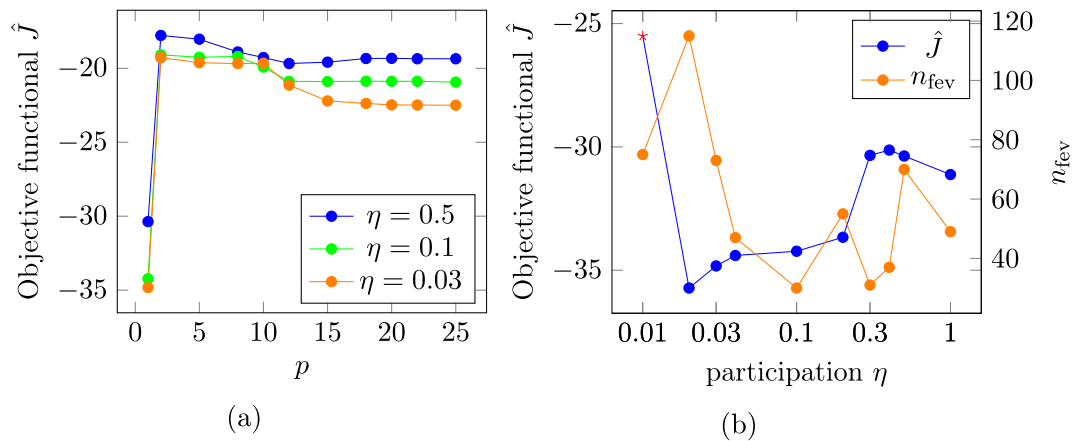 Objective functional Ĵ
−20
−25
−30
−35
0 5 10 15 20 25
p
η = 0.5
η = 0.1
η = 0.03
(a)
Objective functional Ĵ
−25
−30
−35
0.01 0.03 0.1 0.3 1
participation η
Ĵ
n_fev
120
100
80
60
40
n_fev
(b)